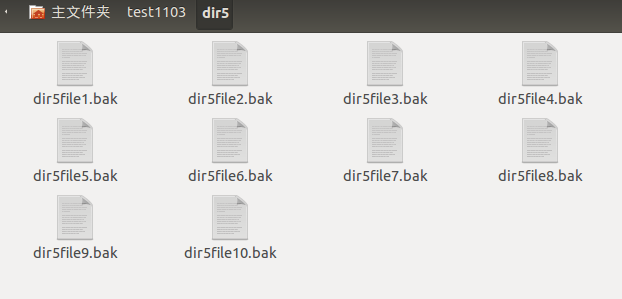 主文件夹 test1103 dir5
dir5file1.bak dir5file2.bak dir5file3.bak dir5file4.bak
dir5file5.bak dir5file6.bak dir5file7.bak dir5file8.bak
dir5file9.bak dir5file10.bak